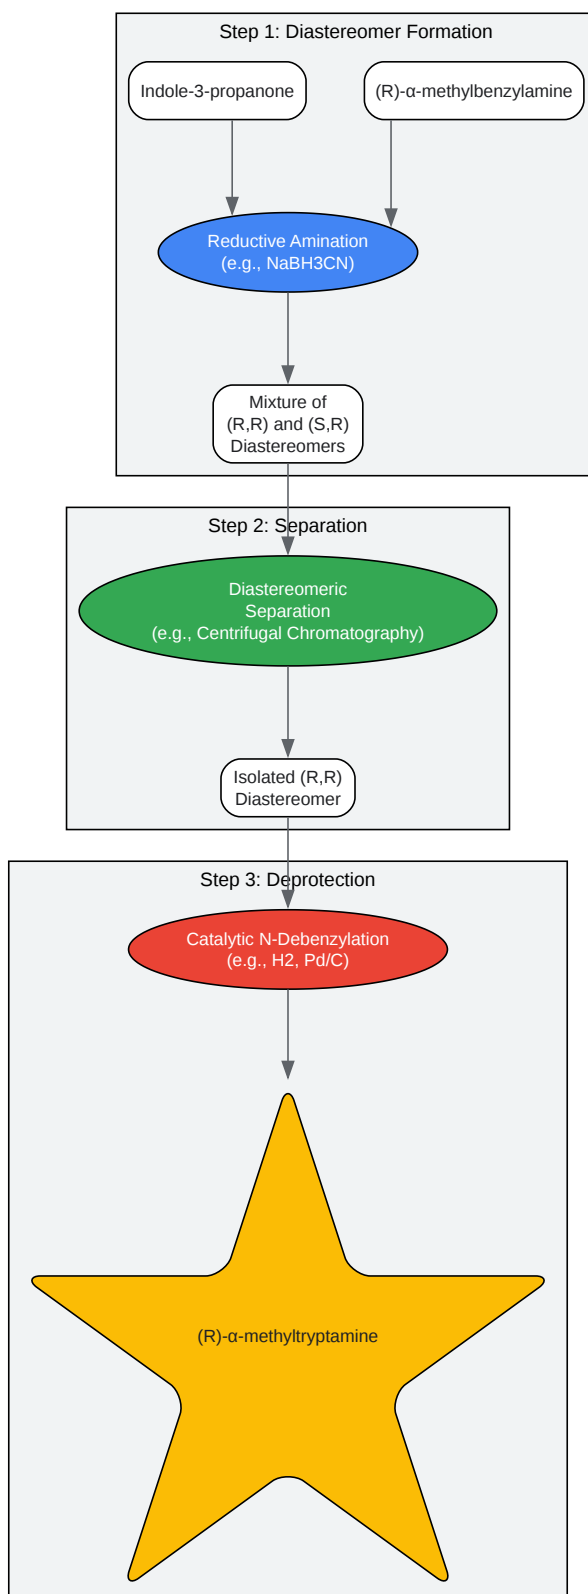 Step 1: Diastereomer Formation
Indole-3-propanone
(R)-α-methylbenzylamine
Reductive Amination
(e.g., NaBH3CN)
Mixture of
(R,R) and (S,R)
Diastereomers
Step 2: Separation
Diastereomeric
Separation
(e.g., Centrifugal Chromatography)
Isolated (R,R)
Diastereomer
Step 3: Deprotection
Catalytic N-Debenzylation
(e.g., H2, Pd/C)
(R)-α-methyltryptamine